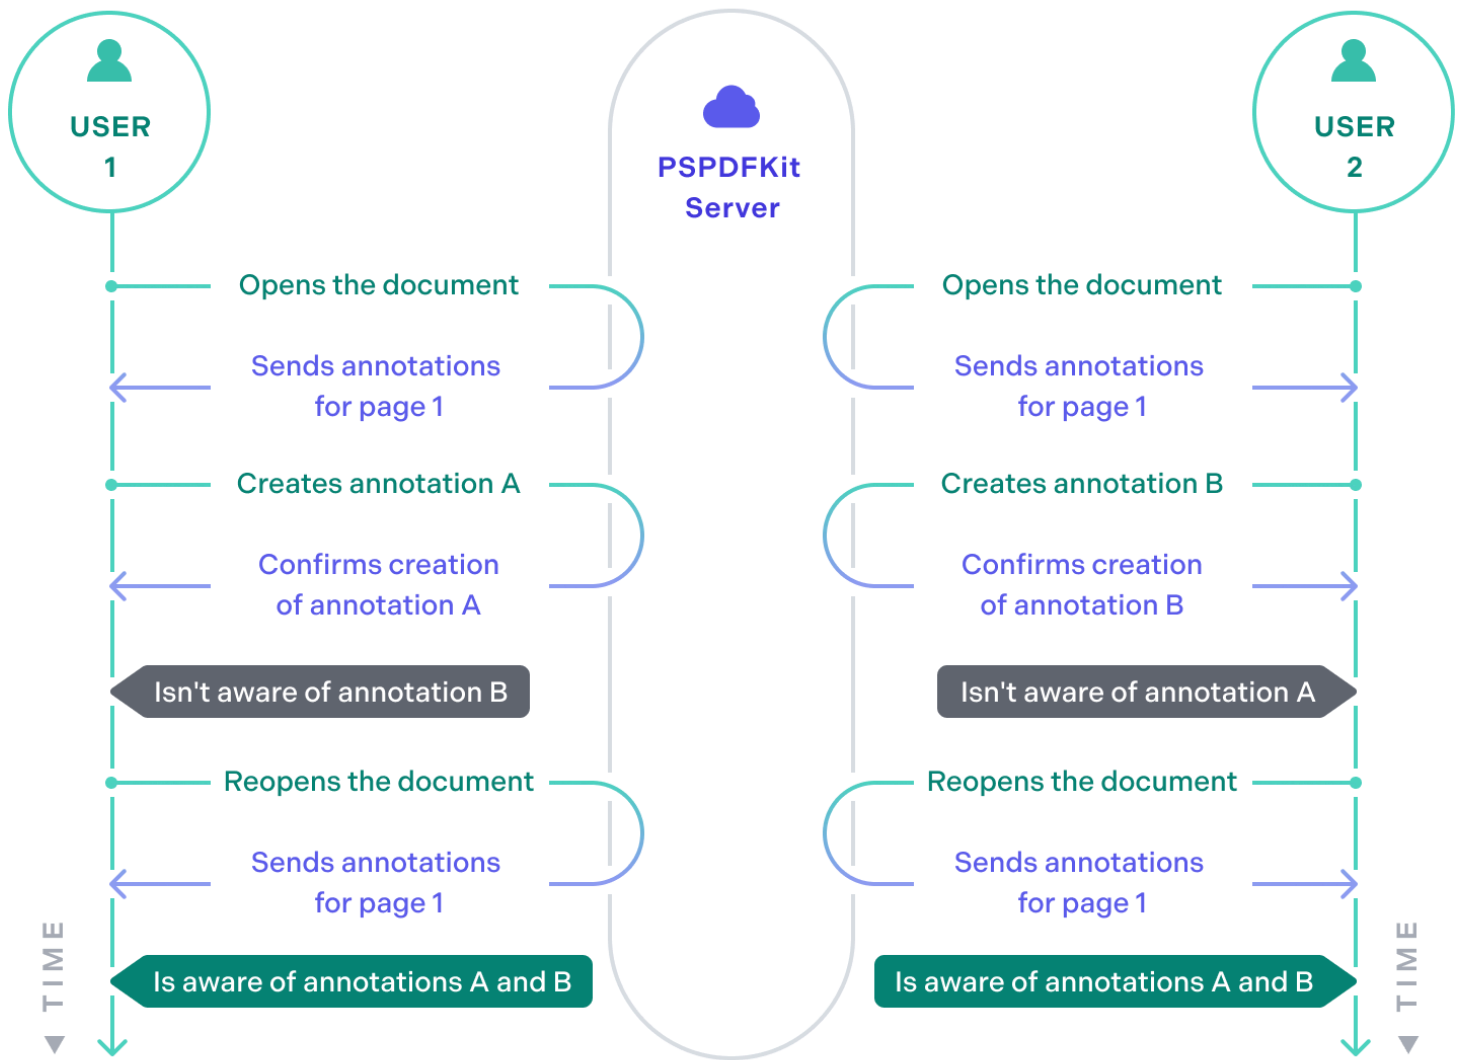 USER
1
PSPDFKit
Server
USER
2
Opens the document
Opens the document
Sends annotations
for page 1
Sends annotations
for page 1
Creates annotation A
Creates annotation B
Confirms creation
of annotation A
Confirms creation
of annotation B
Isn't aware of annotation B
Isn't aware of annotation A
Reopens the document
Reopens the document
Sends annotations
for page 1
Sends annotations
for page 1
Is aware of annotations A and B
Is aware of annotations A and B
TIME
TIME